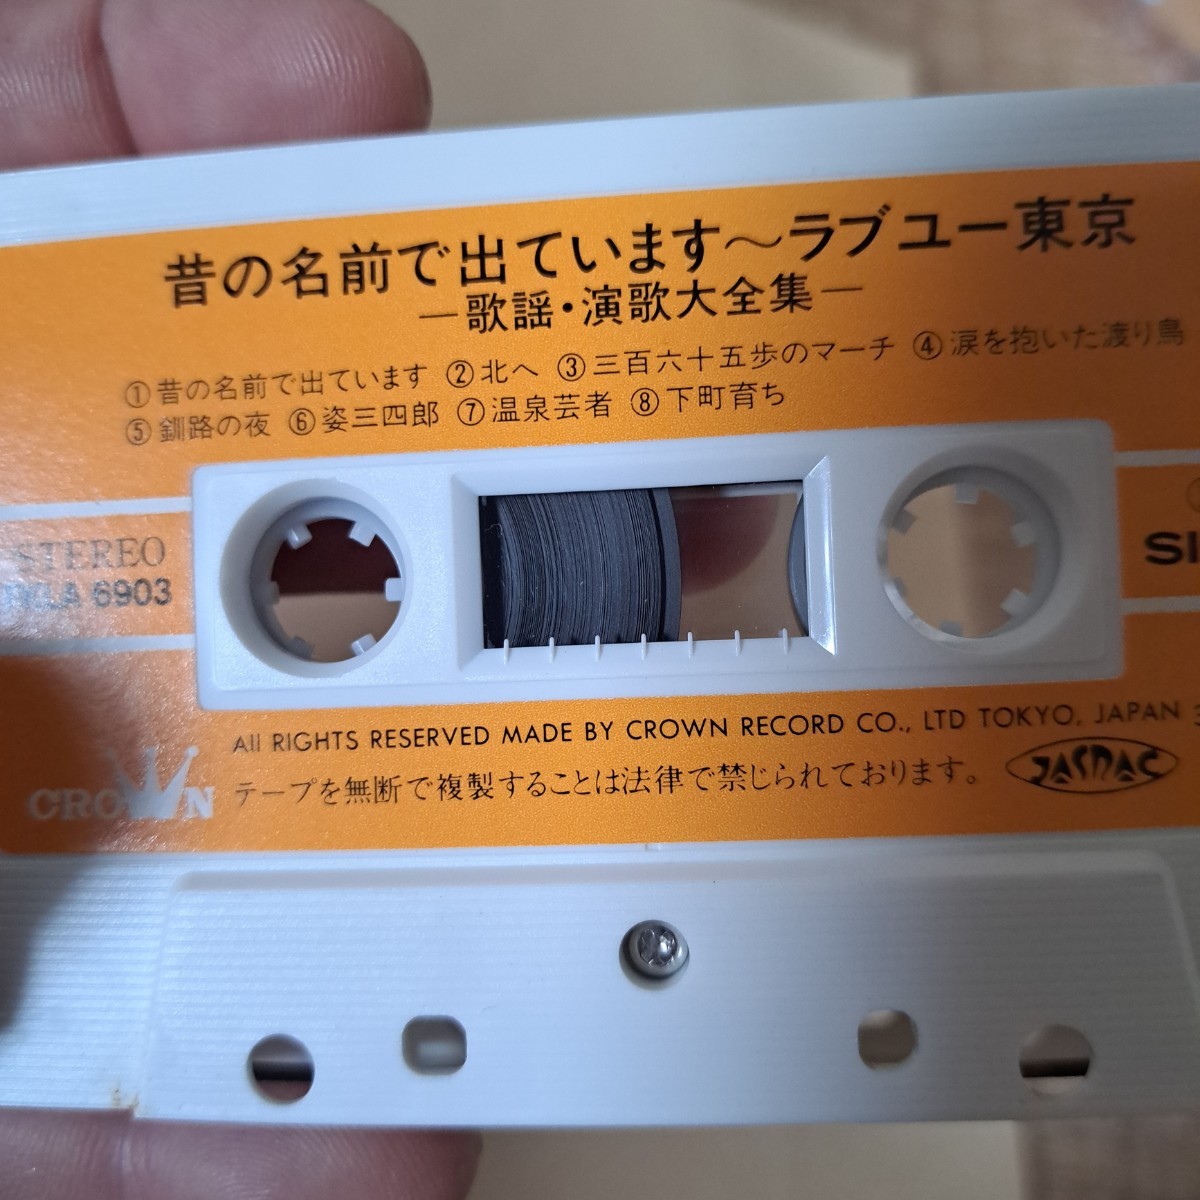 昔の名前で出ています〜ラブユー東京
―歌謡・演歌大全集―
①昔の名前で出ています ②北へ ③三百六十五歩のマーチ ④涙を抱いた渡り鳥
⑤釧路の夜 ⑥姿三四郎 ⑦温泉芸者 ⑧下町育ち
STEREO
6903
All RIGHTS RESERVED MADE BY CROWN RECORD CO., LTD TOKYO, JAPAN
CROWN
テープを無断で複製することは法律で禁じられております。
JASRAC